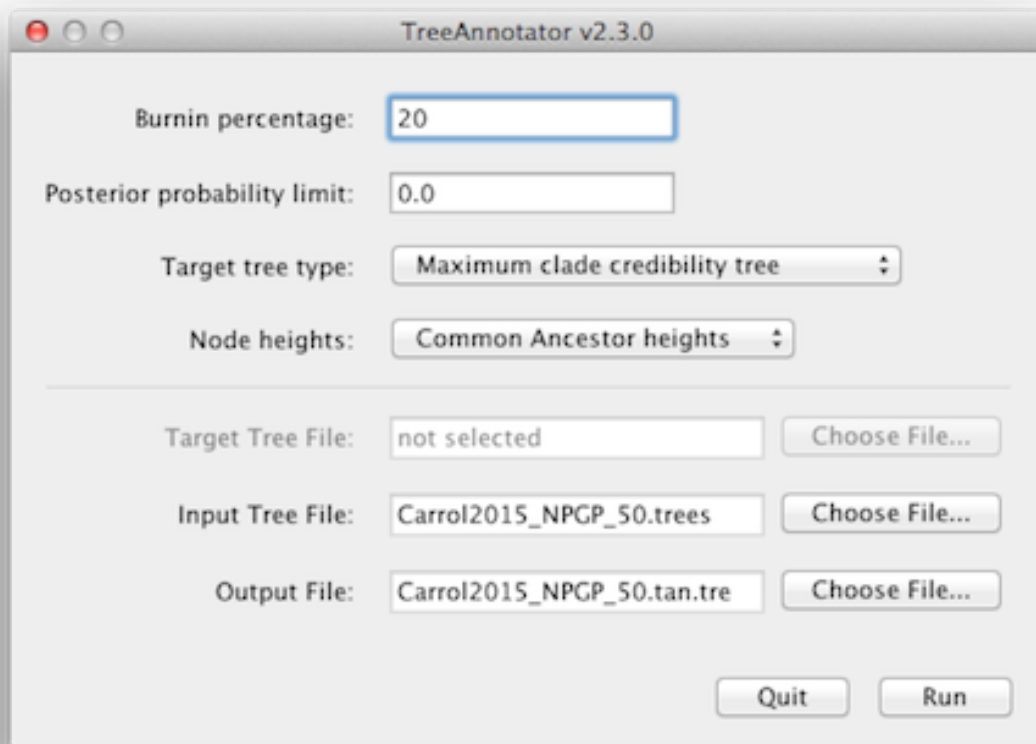 TreeAnnotator v2.3.0
Burnin percentage: 20
Posterior probability limit: 0.0
Target tree type: Maximum clade credibility tree
Node heights: Common Ancestor heights
Target Tree File: not selected Choose File...
Input Tree File: Carrol2015_NPGP_50.trees Choose File...
Output File: Carrol2015_NPGP_50.tan.tre Choose File...
Quit Run